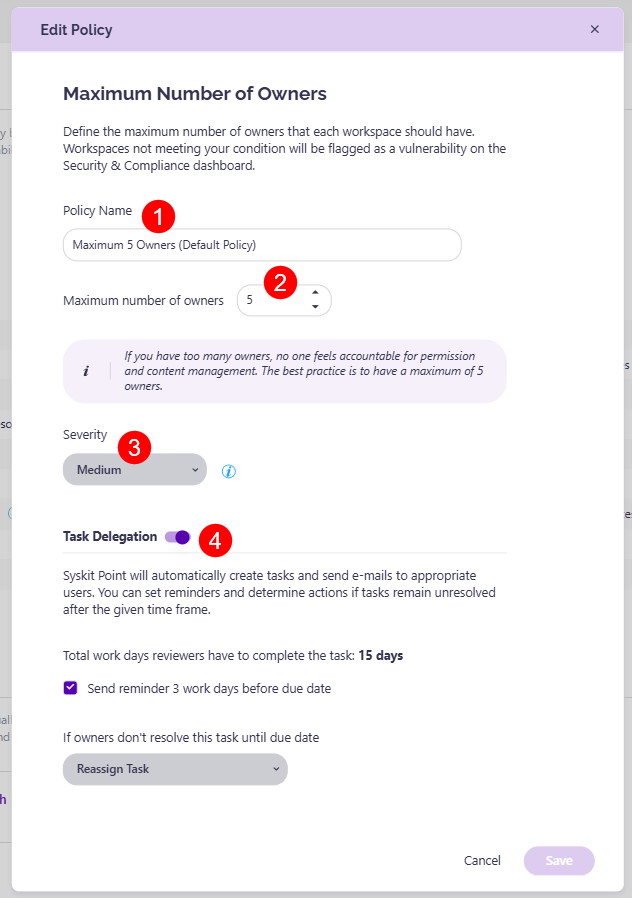 Edit Policy
Maximum Number of Owners
Define the maximum number of owners that each workspace should have.
Workspaces not meeting your condition will be flagged as a vulnerability on the
Security & Compliance dashboard.
Policy Name
1
Maximum 5 Owners (Default Policy)
2
Maximum number of owners
5
i
If you have too many owners, no one feels accountable for permission
and content management. The best practice is to have a maximum of 5
owners.
Severity
3
Medium
i
Task Delegation
4
Syskit Point will automatically create tasks and send e-mails to appropriate
users. You can set reminders and determine actions if tasks remain unresolved
after the given time frame.
Total work days reviewers have to complete the task: 15 days
Send reminder 3 work days before due date
If owners don't resolve this task until due date
Reassign Task
Cancel
Save